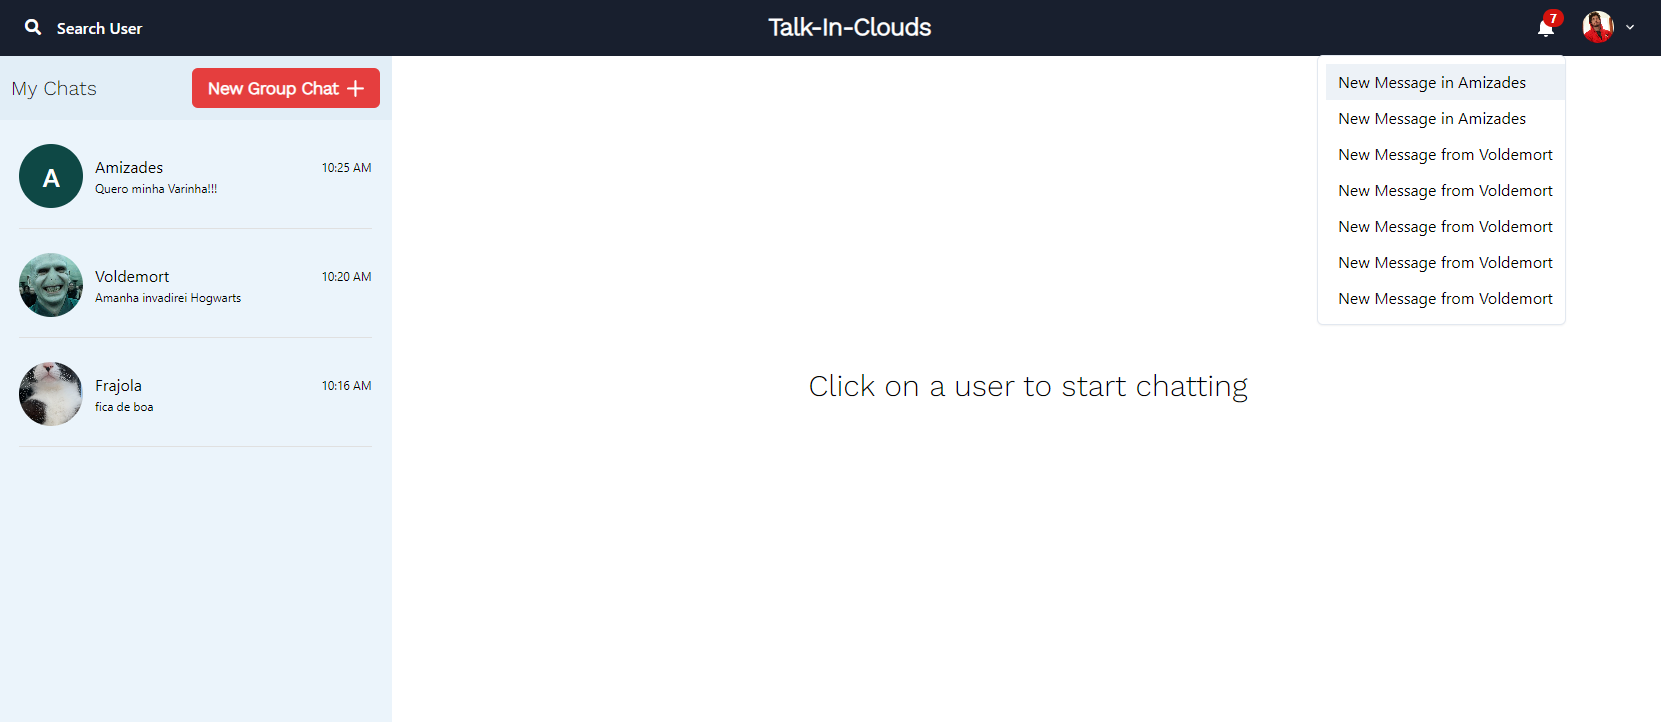 Search User
Talk-In-Clouds
7
My Chats
New Group Chat
A
Amizades
10:25 AM
Quero minha Varinha!!!
Voldemort
10:20 AM
Amanha invadirei Hogwarts
Frajola
10:16 AM
fica de boa
New Message in Amizades
New Message in Amizades
New Message from Voldemort
New Message from Voldemort
New Message from Voldemort
New Message from Voldemort
New Message from Voldemort
Click on a user to start chatting